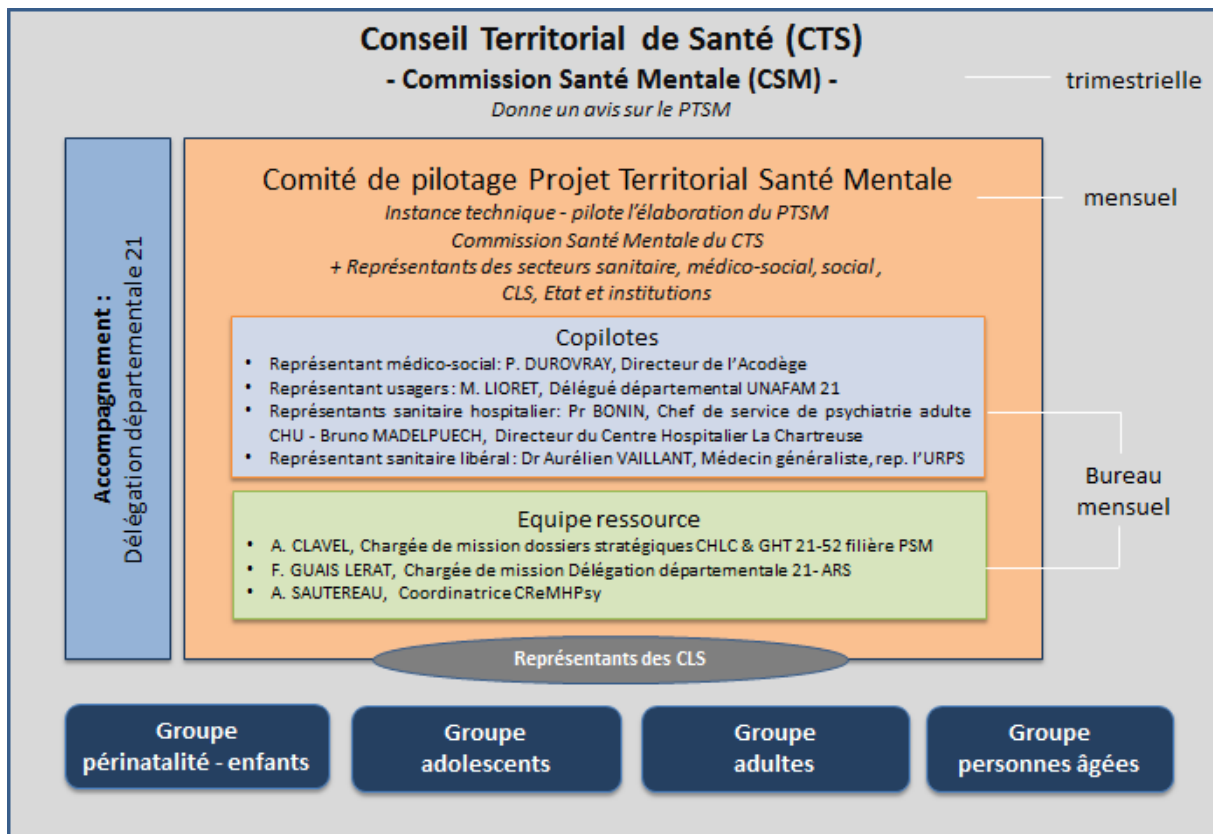 Conseil Territorial de Santé (CTS)
- Commission Santé Mentale (CSM) -
Donne un avis sur le PTSM
trimestrielle
Accompagnement :
Délégation départementale 21
Comité de pilotage Projet Territorial Santé Mentale
Instance technique - pilote l'élaboration du PTSM
Commission Santé Mentale du CTS
+ Représentants des secteurs sanitaire, médico-social, social ,
CLS, Etat et institutions
mensuel
Copilotes
• Représentant médico-social: P. DUROVRAY, Directeur de l'Acodège
• Représentant usagers : M. LIORET, Délégué départemental UNAFAM 21
• Représentants sanitaire hospitalier: Pr BONIN, Chef de service de psychiatrie adulte
CHU - Bruno MADELPUECH, Directeur du Centre Hospitalier La Chartreuse
• Représentant sanitaire libéral : Dr Aurélien VAILLANT, Médecin généraliste, rep. l'URPS
Bureau
mensuel
Equipe ressource
• A. CLAVEL, Chargée de mission dossiers stratégiques CHLC & GHT 21-52 filière PSM
• F. GUAIS LERAT, Chargée de mission Délégation départementale 21- ARS
• A. SAUTEREAU, Coordinatrice CReMHPsy
Représentants des CLS
Groupe
périnatalité - enfants
Groupe
adolescents
Groupe
adultes
Groupe
personnes âgées